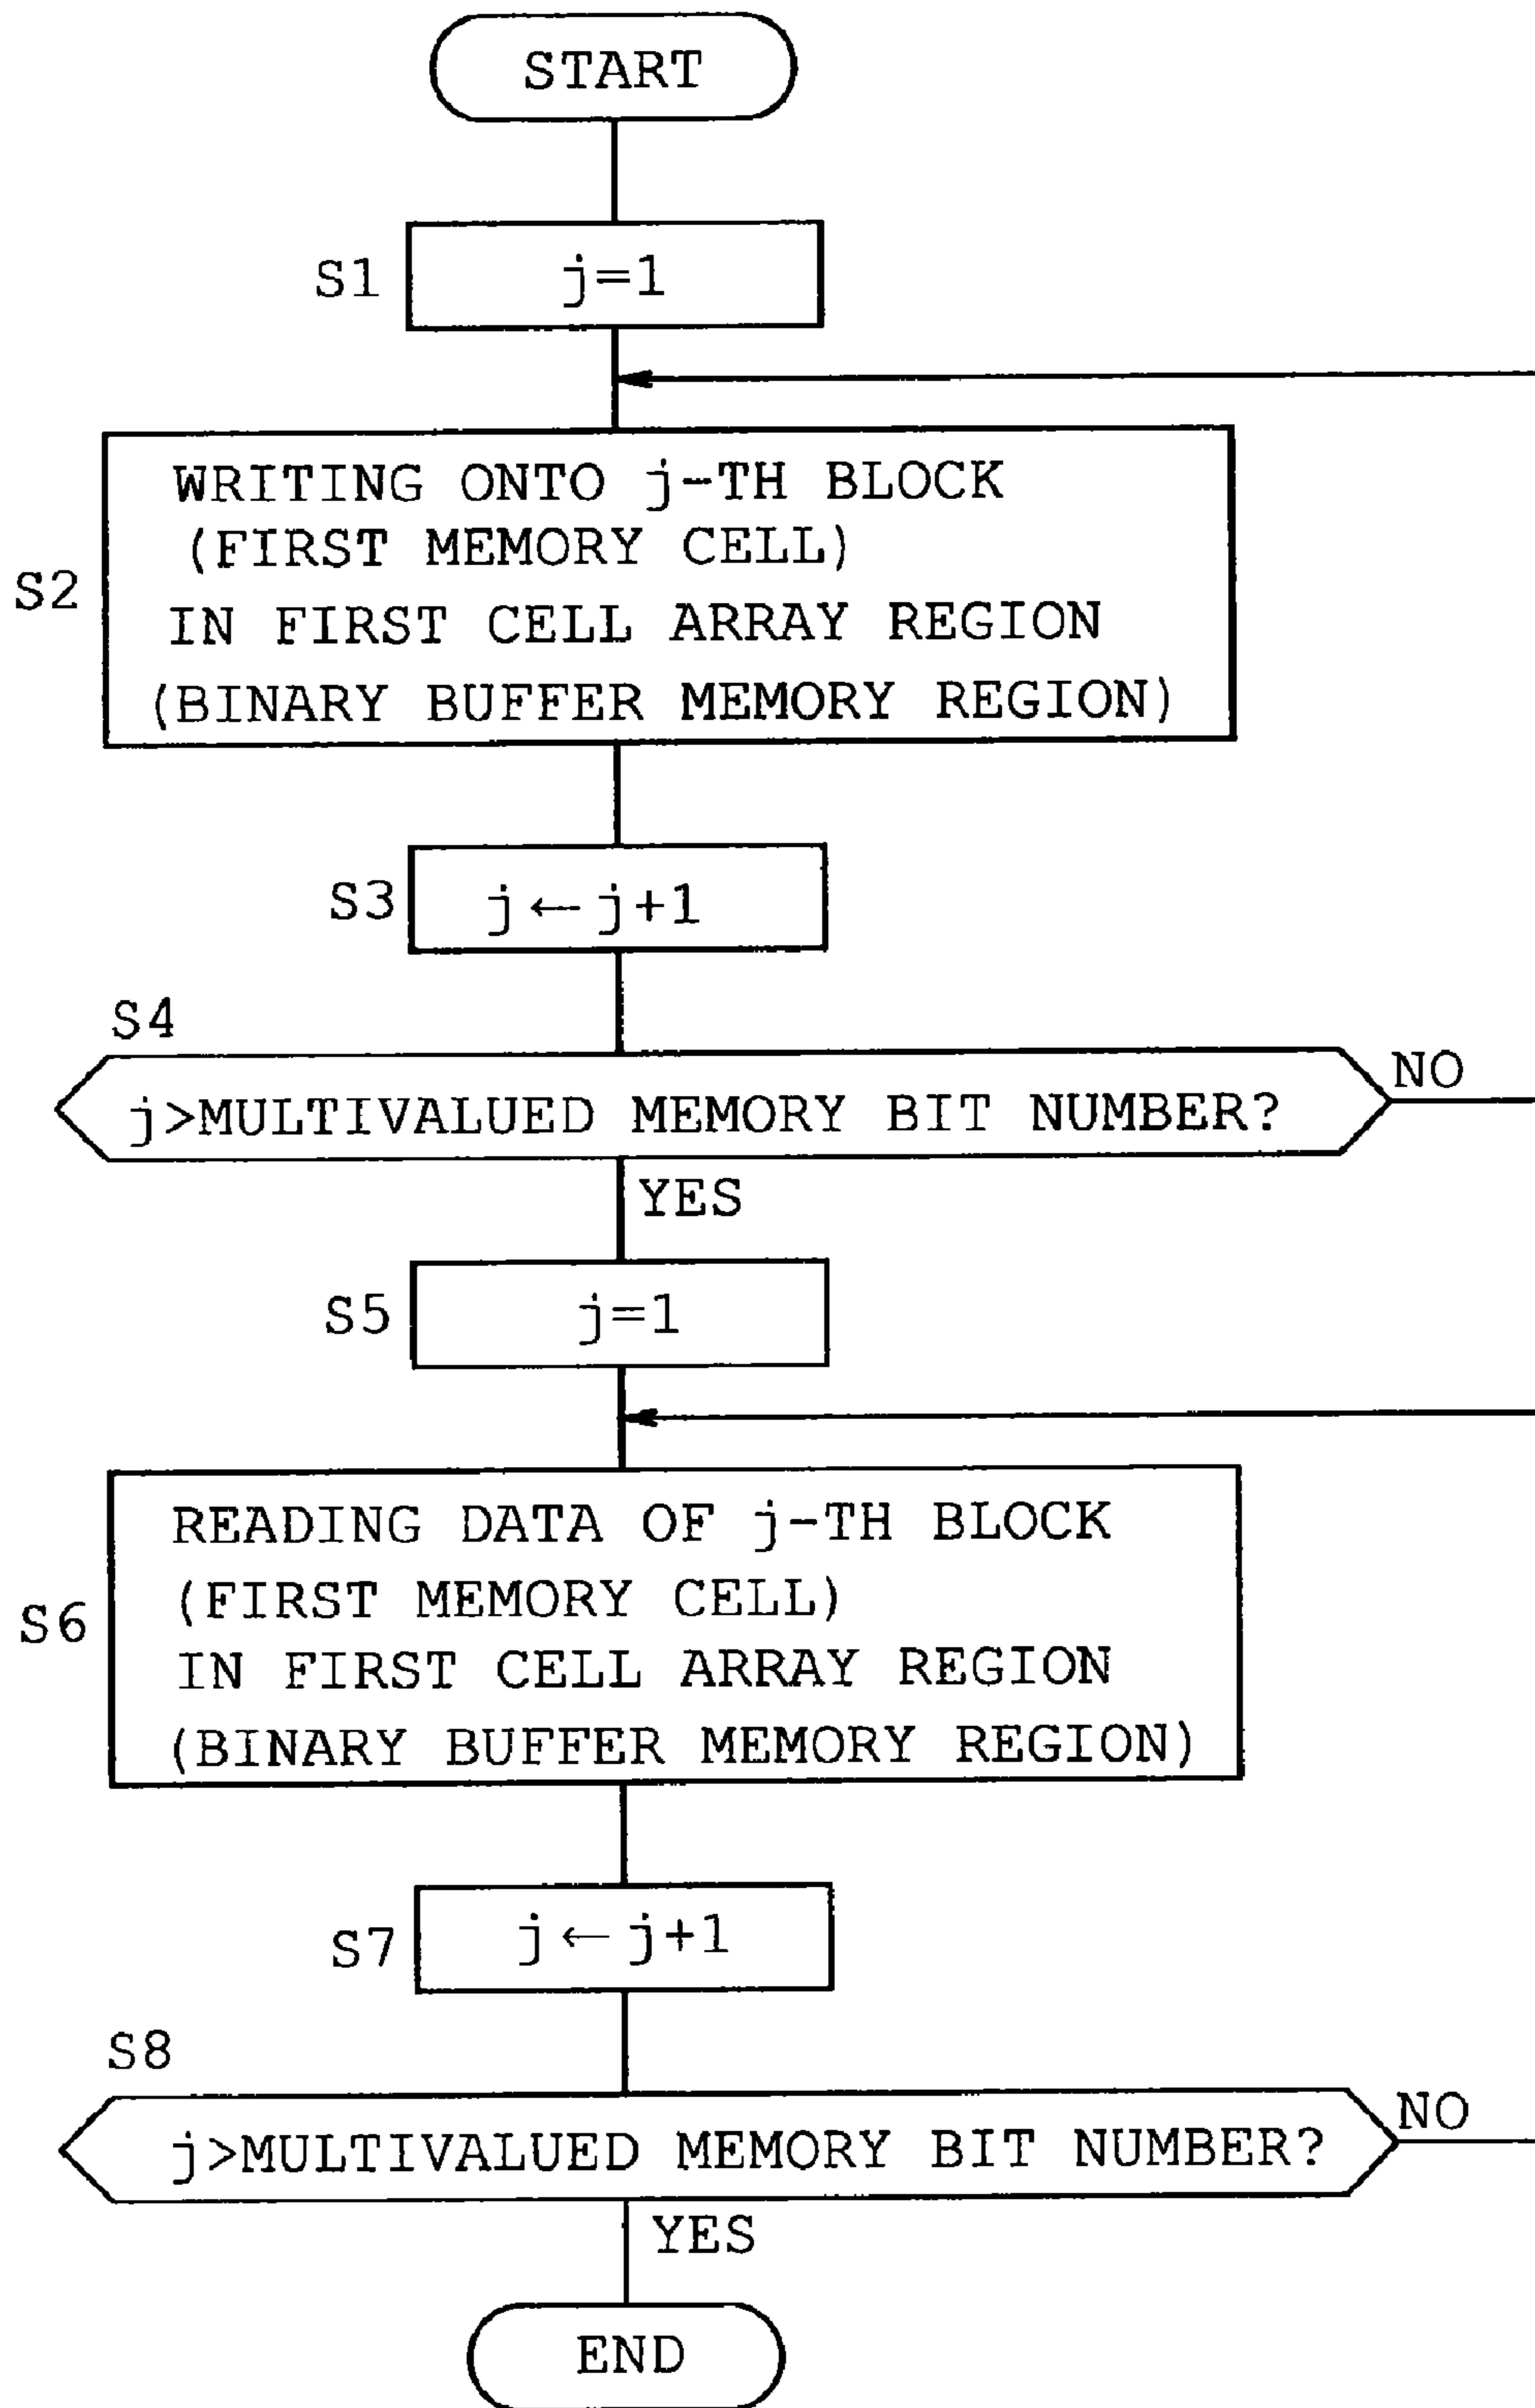 START
S1
j=1
WRITING ONTO j-TH BLOCK
(FIRST MEMORY CELL)
S2
IN FIRST CELL ARRAY REGION
(BINARY BUFFER MEMORY REGION)
S3
j←j+1
S4
j>MULTIVALUED MEMORY BIT NUMBER?
NO
YES
S5
j=1
READING DATA OF j-TH BLOCK
(FIRST MEMORY CELL)
S6
IN FIRST CELL ARRAY REGION
(BINARY BUFFER MEMORY REGION)
S7
j←j+1
S8
j>MULTIVALUED MEMORY BIT NUMBER?
NO
YES
END